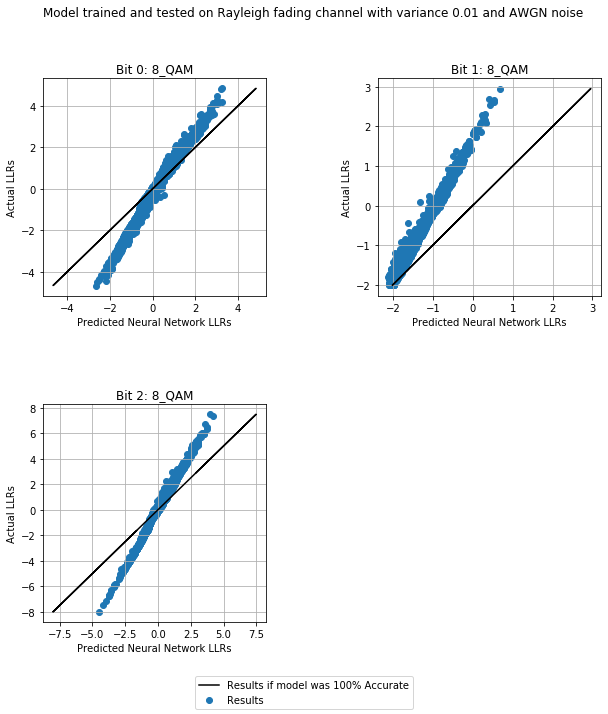 Model trained and tested on Rayleigh fading channel with variance 0.01 and AWGN noise
Bit 0: 8_QAM
Actual LLRs
4
2
0
−2
−4
−4 −2 0 2 4
Predicted Neural Network LLRs
Bit 1: 8_QAM
Actual LLRs
3
2
1
0
−1
−2
−2 −1 0 1 2 3
Predicted Neural Network LLRs
Bit 2: 8_QAM
Actual LLRs
8
6
4
2
0
−2
−4
−6
−8
−7.5 −5.0 −2.5 0.0 2.5 5.0 7.5
Predicted Neural Network LLRs
Results if model was 100% Accurate
Results